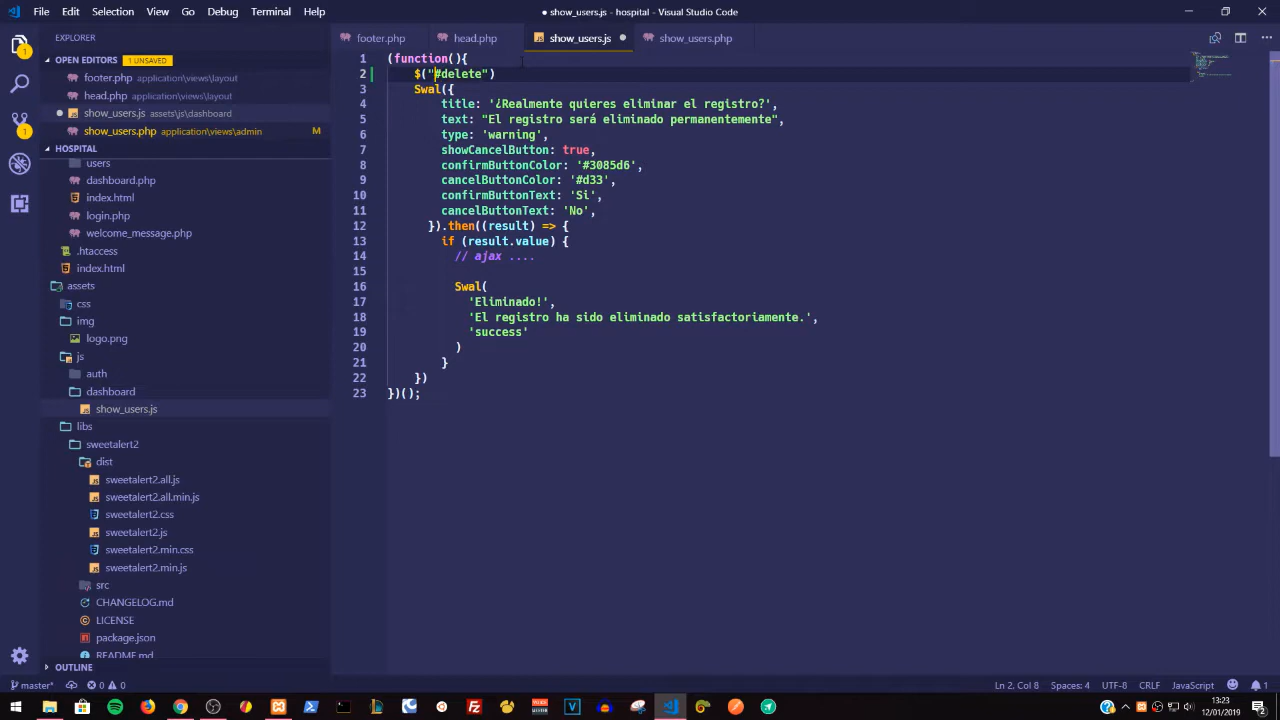 File Edit Selection View Go Debug Terminal Help
● show_users.js - hospital - Visual Studio Code
EXPLORER
footer.php
head.php
show_users.js
show_users.php
OPEN EDITORS 1 UNSAVED
footer.php application\views\layout
head.php application\views\layout
show_users.js assets\js\dashboard
show_users.php application\views\admin M
HOSPITAL
users
dashboard.php
index.html
login.php
welcome_message.php
.htaccess
index.html
assets
css
img
logo.png
js
auth
dashboard
show_users.js
libs
sweetalert2
dist
sweetalert2.all.js
sweetalert2.all.min.js
sweetalert2.css
sweetalert2.js
sweetalert2.min.css
sweetalert2.min.js
src
CHANGELOG.md
LICENSE
package.json
README.md
OUTLINE
1 (function(){
2 $("#delete")
3 Swal({
4 title: '¿Realmente quieres eliminar el registro?',
5 text: "El registro será eliminado permanentemente",
6 type: 'warning',
7 showCancelButton: true,
8 confirmButtonColor: '#3085d6',
9 cancelButtonColor: '#d33',
10 confirmButtonText: 'Si',
11 cancelButtonText: 'No',
12 }).then((result) => {
13 if (result.value) {
14 // ajax ....
15
16 Swal(
17 'Eliminado!',
18 'El registro ha sido eliminado satisfactoriamente.',
19 'success'
20 )
21 }
22 })
23 })();
master* 0 0
Ln 2, Col 8 Spaces: 4 UTF-8 CRLF JavaScript 1
13:23
12/01/2019